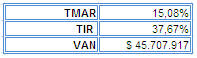 TMAR 15,08%
TIR 37,67%
VAN $ 45.707.917